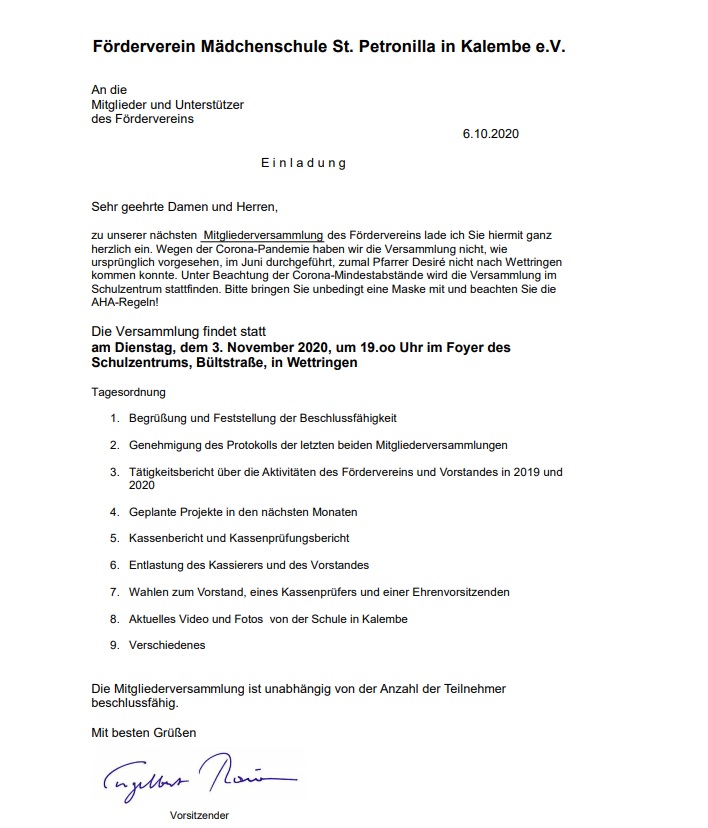 Förderverein Mädchenschule St. Petronilla in Kalembe e.V.
An die
Mitglieder und Unterstützer
des Fördervereins
6.10.2020
E i n l a d u n g
Sehr geehrte Damen und Herren,
zu unserer nächsten Mitgliederversammlung des Fördervereins lade ich Sie hiermit ganz
herzlich ein. Wegen der Corona-Pandemie haben wir die Versammlung nicht, wie
ursprünglich vorgesehen, im Juni durchgeführt, zumal Pfarrer Desiré nicht nach Wettringen
kommen konnte. Unter Beachtung der Corona-Mindestabstände wird die Versammlung im
Schulzentrum stattfinden. Bitte bringen Sie unbedingt eine Maske mit und beachten Sie die
AHA-Regeln!
Die Versammlung findet statt
am Dienstag, dem 3. November 2020, um 19.oo Uhr im Foyer des
Schulzentrums, Bültstraße, in Wettringen
Tagesordnung
1. Begrüßung und Feststellung der Beschlussfähigkeit
2. Genehmigung des Protokolls der letzten beiden Mitgliederversammlungen
3. Tätigkeitsbericht über die Aktivitäten des Fördervereins und Vorstandes in 2019 und
2020
4. Geplante Projekte in den nächsten Monaten
5. Kassenbericht und Kassenprüfungsbericht
6. Entlastung des Kassierers und des Vorstandes
7. Wahlen zum Vorstand, eines Kassenprüfers und einer Ehrenvorsitzenden
8. Aktuelles Video und Fotos von der Schule in Kalembe
9. Verschiedenes
Die Mitgliederversammlung ist unabhängig von der Anzahl der Teilnehmer
beschlussfähig.
Mit besten Grüßen
Engelbert
Vorsitzender